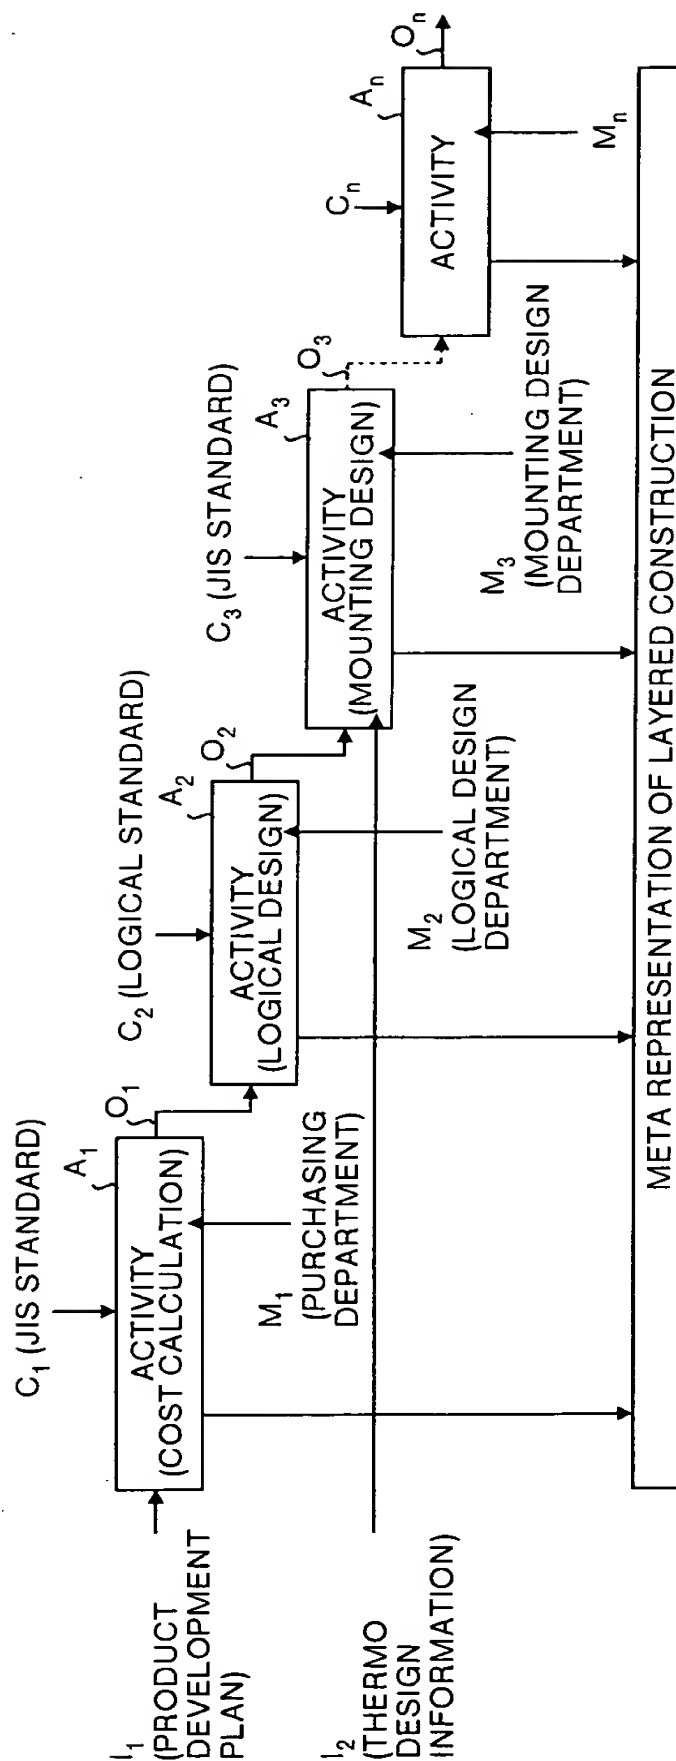 I1
(PRODUCT
DEVELOPMENT
PLAN)
C1 (JIS STANDARD)
A1
ACTIVITY
(COST CALCULATION)
O1
M1
(PURCHASING
DEPARTMENT)
I2
(THERMO
DESIGN
INFORMATION)
C2 (LOGICAL STANDARD)
A2
ACTIVITY
(LOGICAL DESIGN)
O2
M2
(LOGICAL DESIGN
DEPARTMENT)
C3 (JIS STANDARD)
A3
ACTIVITY
(MOUNTING DESIGN)
O3
M3
(MOUNTING DESIGN
DEPARTMENT)
Cn
An
ACTIVITY
On
Mn
META REPRESENTATION OF LAYERED CONSTRUCTION